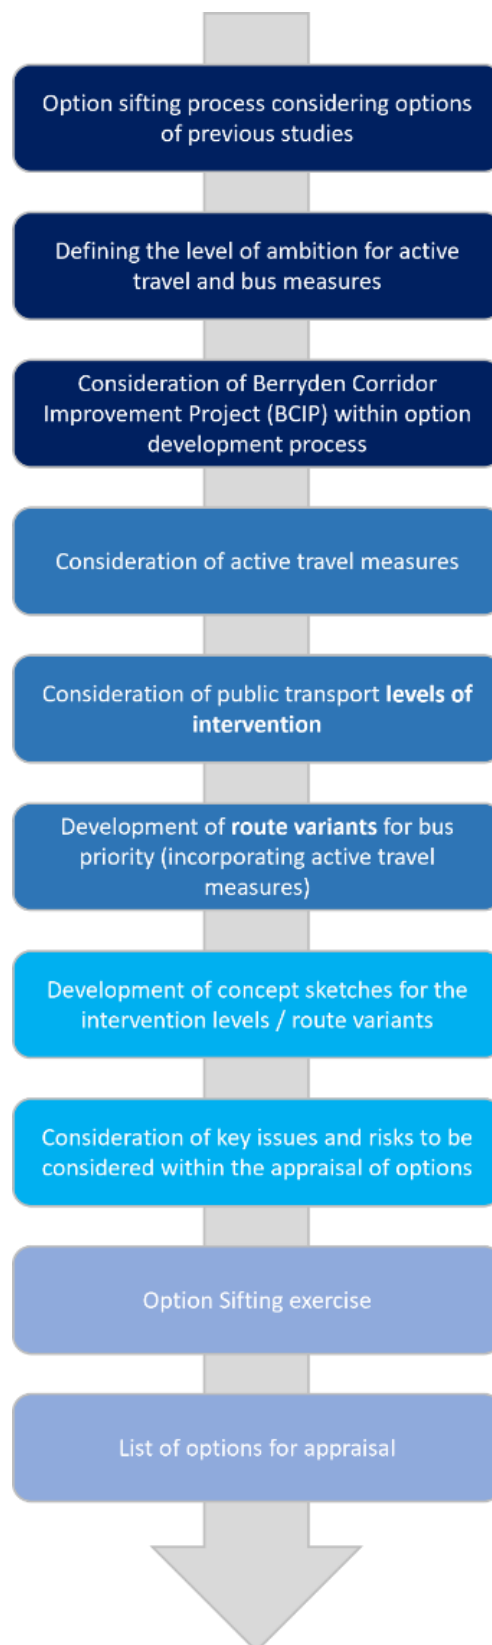 Option sifting process considering options
of previous studies
Defining the level of ambition for active
travel and bus measures
Consideration of Berryden Corridor
Improvement Project (BCIP) within option
development process
Consideration of active travel measures
Consideration of public transport levels of
intervention
Development of route variants for bus
priority (incorporating active travel
measures)
Development of concept sketches for the
intervention levels / route variants
Consideration of key issues and risks to be
considered within the appraisal of options
Option Sifting exercise
List of options for appraisal